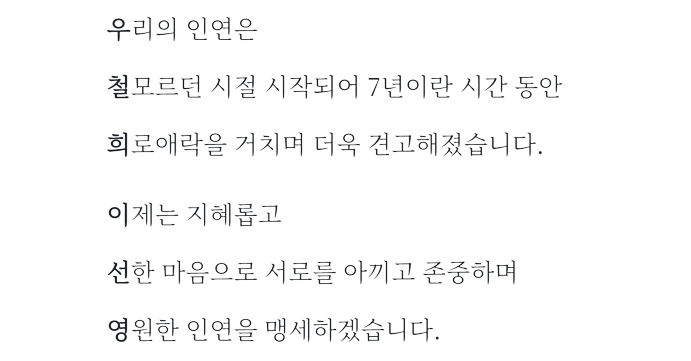 우리의 인연은
철모르던 시절 시작되어 7년이란 시간 동안
희로애락을 거치며 더욱 견고해졌습니다.
이제는 지혜롭고
선한 마음으로 서로를 아끼고 존중하며
영원한 인연을 맹세하겠습니다.